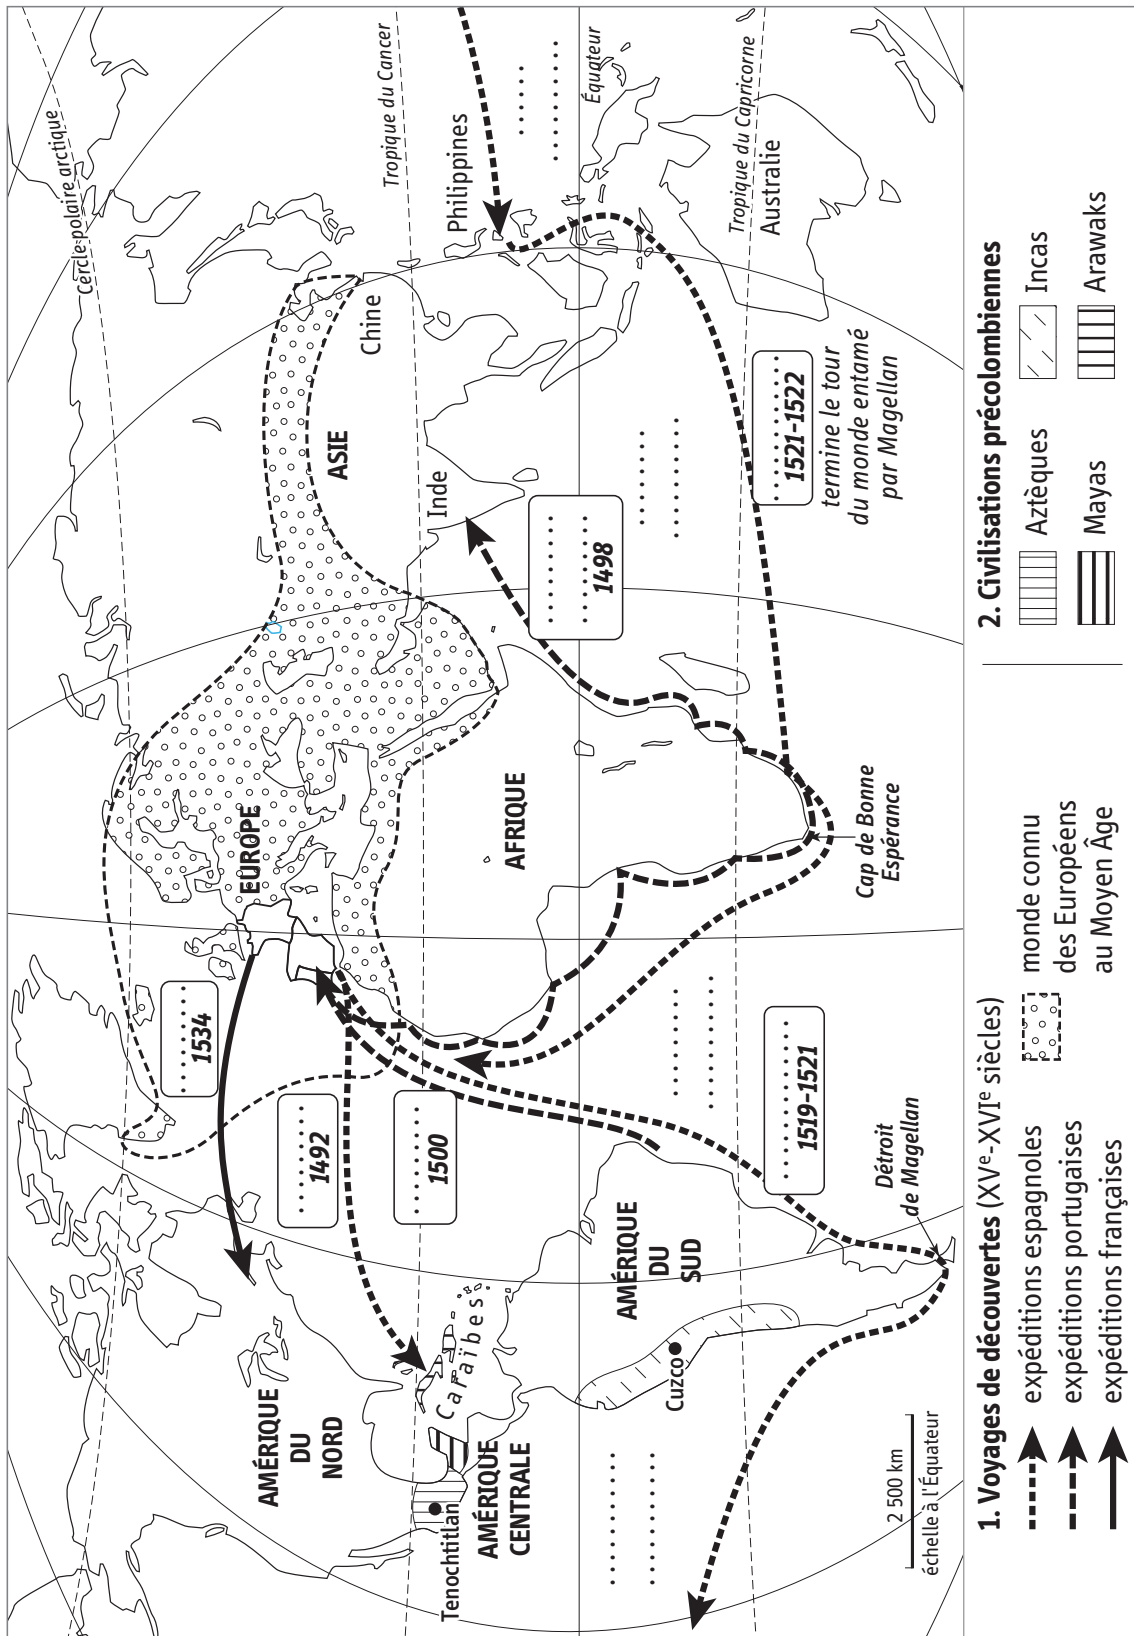 Cercle polaire arctique
Tropique du Cancer
Équateur
Tropique du Capricorne
AMÉRIQUE
DU
NORD
AMÉRIQUE
CENTRALE
Tenochtitlan
Caraïbes
AMÉRIQUE
DU
SUD
Cuzco
Détroit
de Magellan
EUROPE
AFRIQUE
Cap de Bonne
Espérance
ASIE
Inde
Chine
Philippines
Australie
..........
1534
..........
1492
..........
1500
..........
1519-1521
..........
..........
1498
..........
1521-1522
termine le tour
du monde entamé
par Magellan
2 500 km
échelle à l'Équateur
1. Voyages de découvertes (XVe-XVIe siècles)
expéditions espagnoles
expéditions portugaises
expéditions françaises
monde connu
des Européens
au Moyen Âge
2. Civilisations précolombiennes
Aztèques
Mayas
Incas
Arawaks